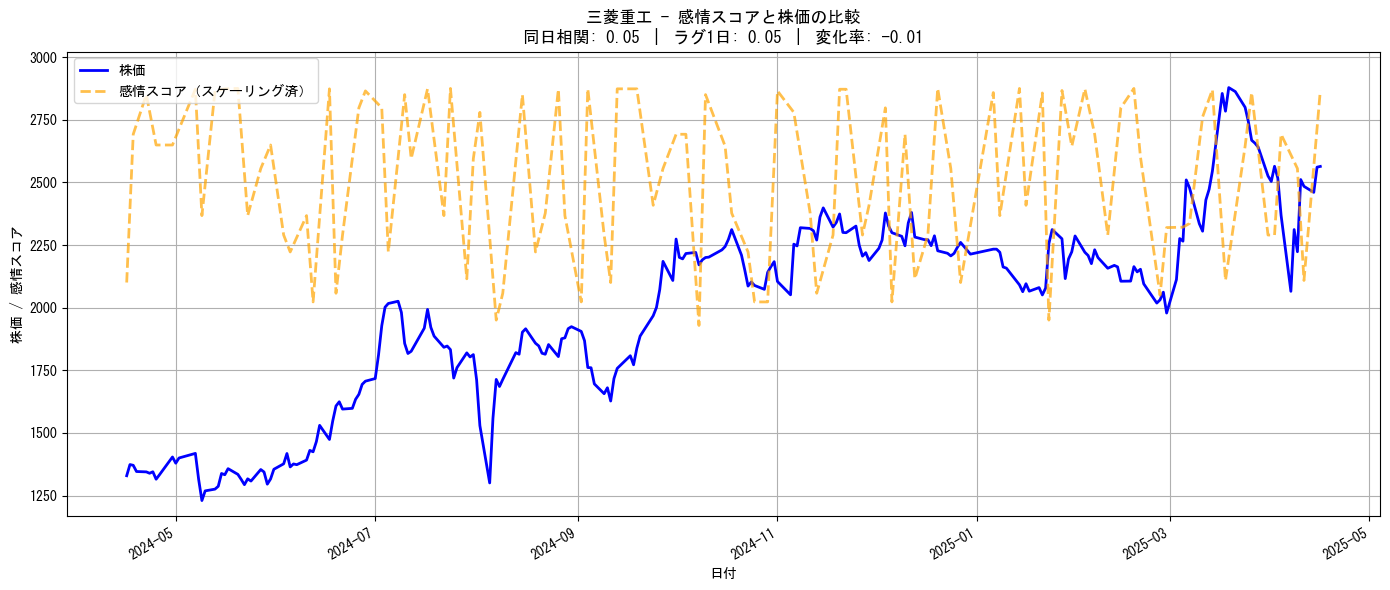 三菱重工 - 感情スコアと株価の比較
同日相関: 0.05 | ラグ1日: 0.05 | 変化率: -0.01
株価
感情スコア（スケーリング済）
株価 / 感情スコア
3000
2750
2500
2250
2000
1750
1500
1250
2024-05
2024-07
2024-09
2024-11
2025-01
2025-03
2025-05
日付